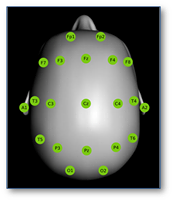 Fp1 Fp2
F7 F3 Fz F4 F8
A1 T3 C3 Cz C4 T4 A2
T5 P3 Pz P4 T6
O1 O2